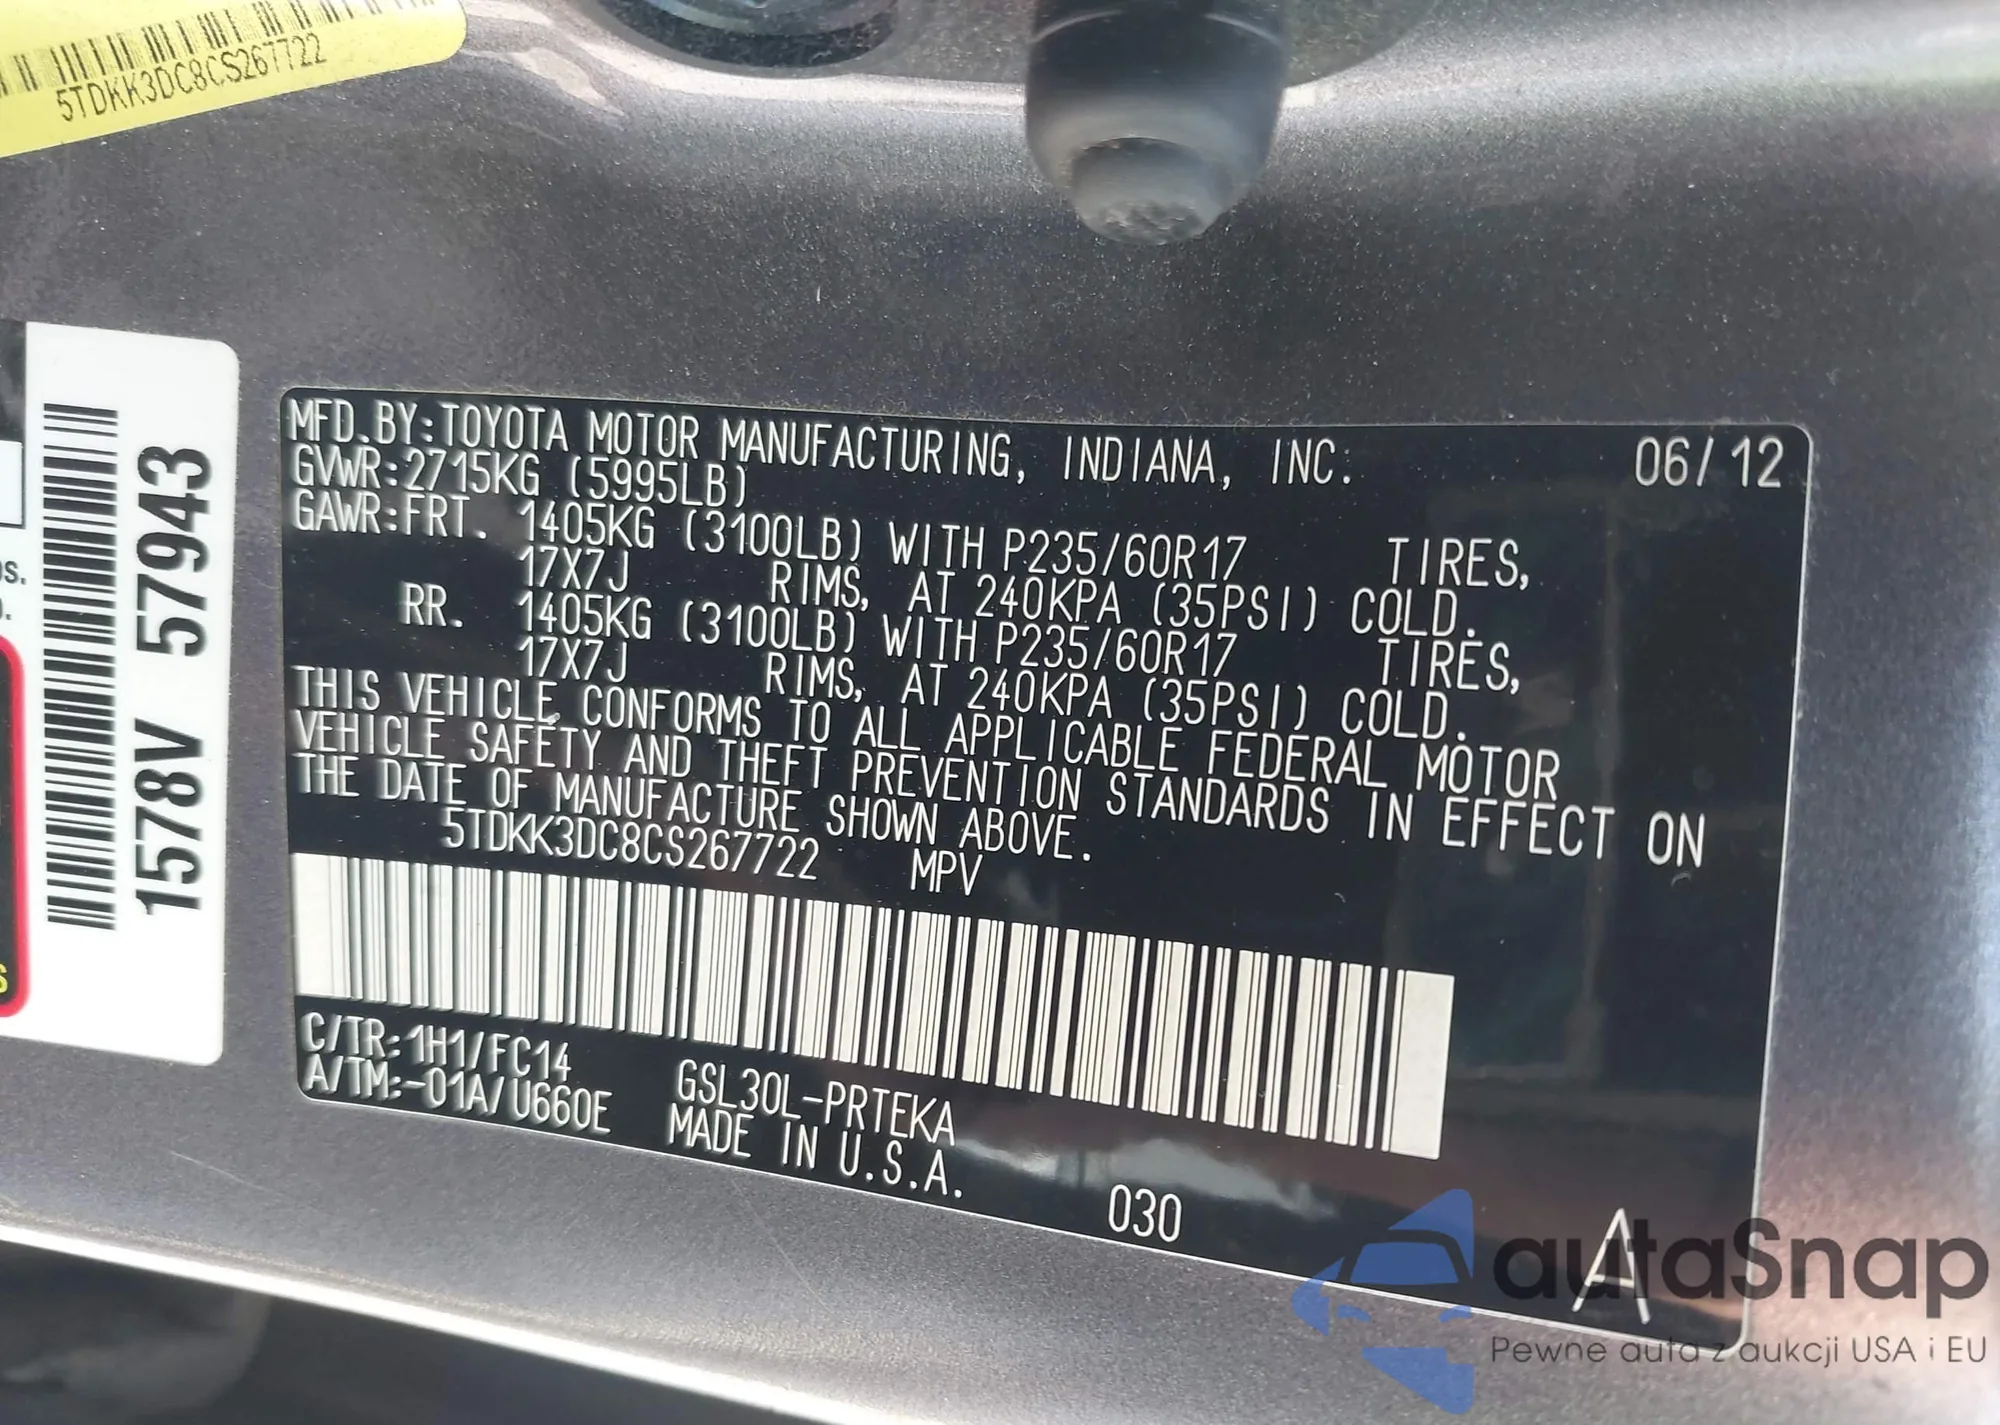 5TDKK3DC8CS267722
1578V 57943
MFD. BY: TOYOTA MOTOR MANUFACTURING, INDIANA, INC. 06/12
GVWR: 2715KG (5995LB)
GAWR: FRT. 1405KG (3100LB) WITH P235/60R17 TIRES,
17X7J RIMS, AT 240KPA (35PSI) COLD.
RR. 1405KG (3100LB) WITH P235/60R17 TIRES,
17X7J RIMS, AT 240KPA (35PSI) COLD.
THIS VEHICLE CONFORMS TO ALL APPLICABLE FEDERAL MOTOR
VEHICLE SAFETY AND THEFT PREVENTION STANDARDS IN EFFECT ON
THE DATE OF MANUFACTURE SHOWN ABOVE.
5TDKK3DC8CS267722 MPV
C/TR: 1H1/FC14
A/TM: -01A/U660E
GSL30L-PRTEKA
MADE IN U.S.A.
030
A
autaSnap
Pewne auta z aukcji USA i EU